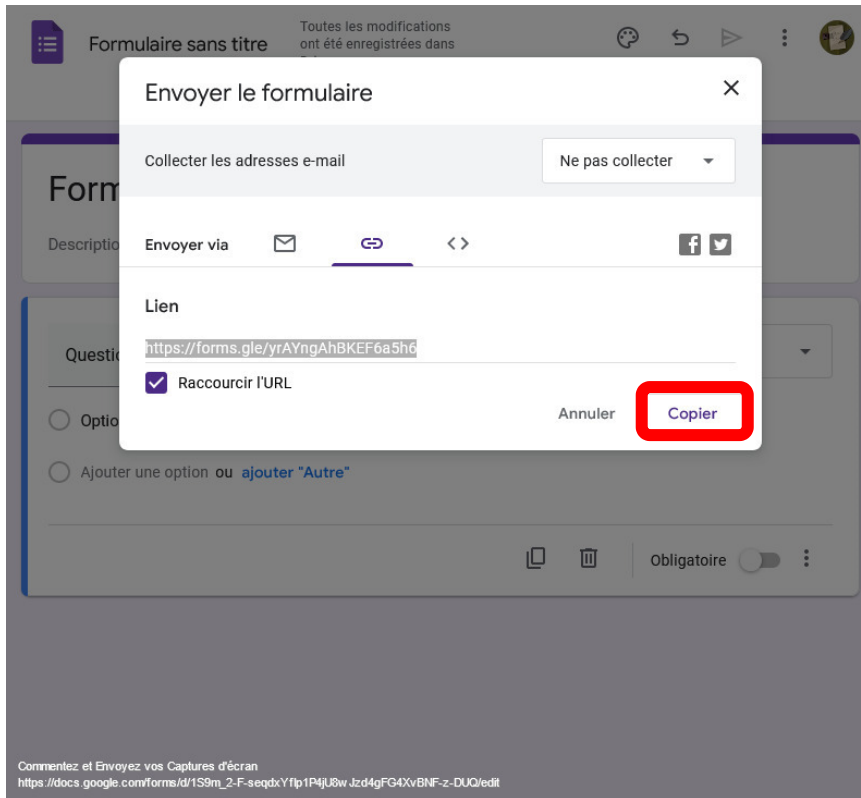 Formulaire sans titre
Toutes les modifications
ont été enregistrées dans
Envoyer le formulaire
Collecter les adresses e-mail
Ne pas collecter
Form
Descriptio
Envoyer via
Lien
https://forms.gle/yrAYngAhBKEF6a5h6
Questio
Raccourcir l'URL
Annuler
Copier
Optio
Ajouter une option ou ajouter "Autre"
Obligatoire
Commentez et Envoyez vos Captures d'écran
https://docs.google.com/forms/d/1S9m_2-F-seqdxYflp1P4jU8wJzd4gFG4XvBNF-z-DUQ/edit